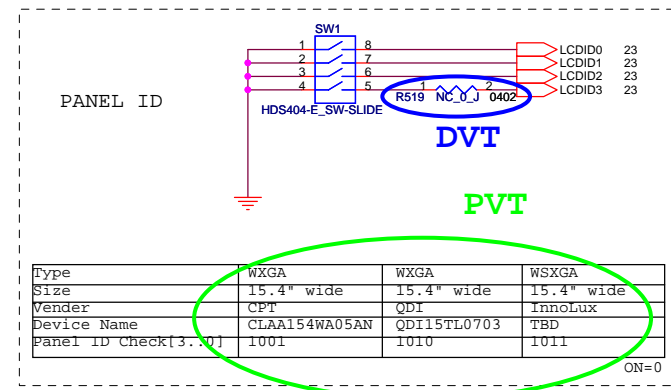 SW1
1 8 LCDID0 23
2 7 LCDID1 23
3 6 LCDID2 23
4 5 R519 1 NC_0_J 2 0402 LCDID3 23
PANEL ID
HDS404-E_SW-SLIDE
DVT
PVT
Type WXGA WXGA WSXGA
Size 15.4" wide 15.4" wide 15.4" wide
Vender CPT QDI InnoLux
Device Name CLAA154WA05AN QDI15TL0703 TBD
Panel ID Check[3..0] 1001 1010 1011
ON=0